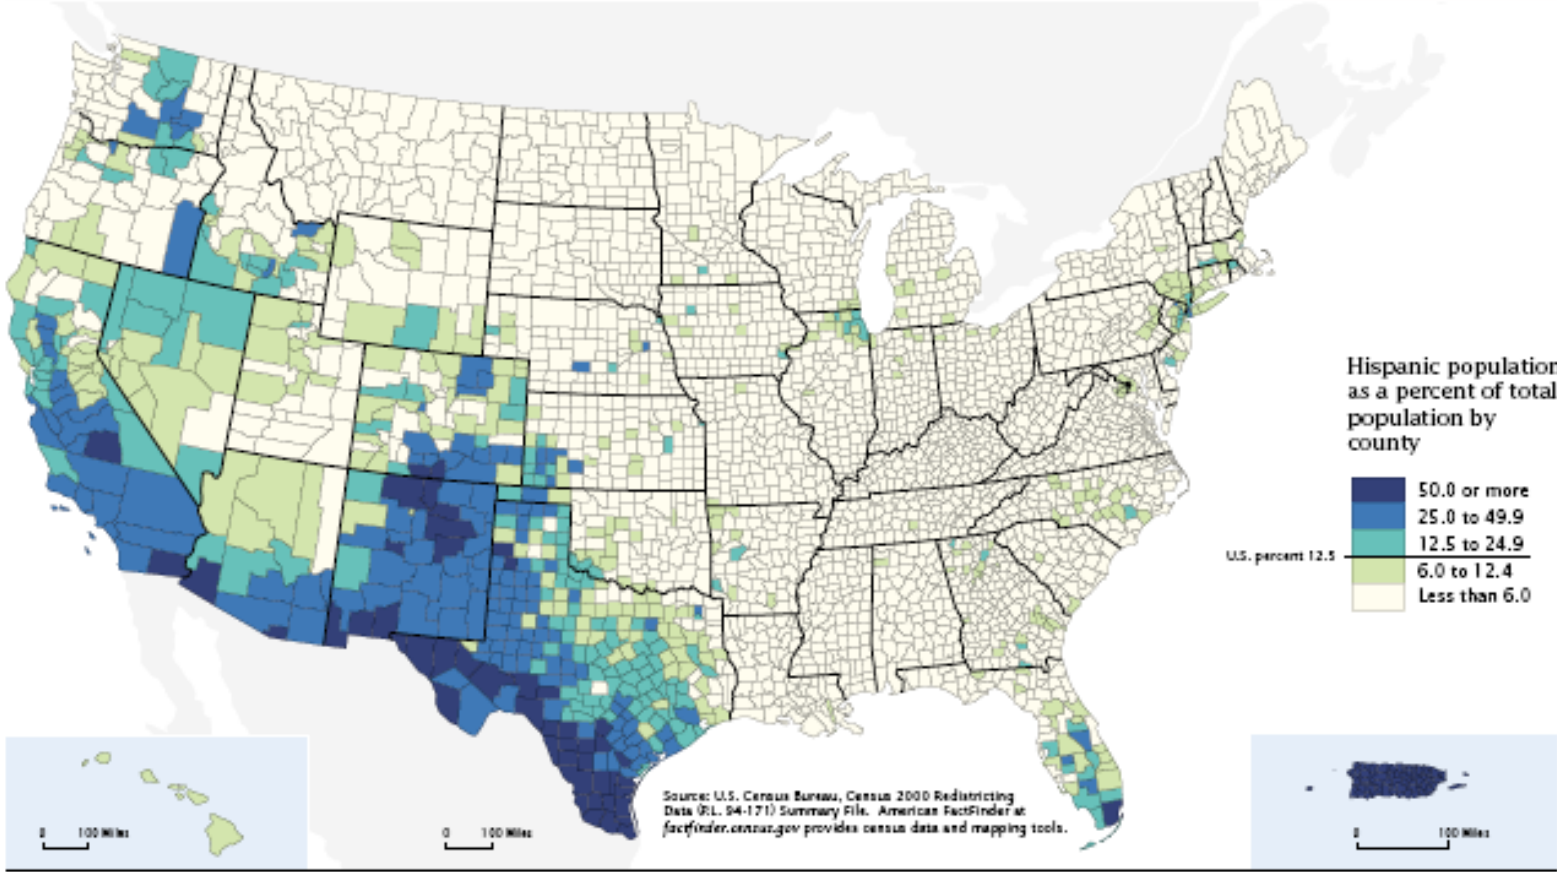 Hispanic population
as a percent of total
population by
county
50.0 or more
25.0 to 49.9
12.5 to 24.9
U.S. percent 12.5
6.0 to 12.4
Less than 6.0
Source: U.S. Census Bureau, Census 2000 Redistricting
Data (P.L. 94-171) Summary File. American FactFinder at
factfinder.census.gov provides census data and mapping tools.
0 100 Miles
0 100 Miles
0 100 Miles